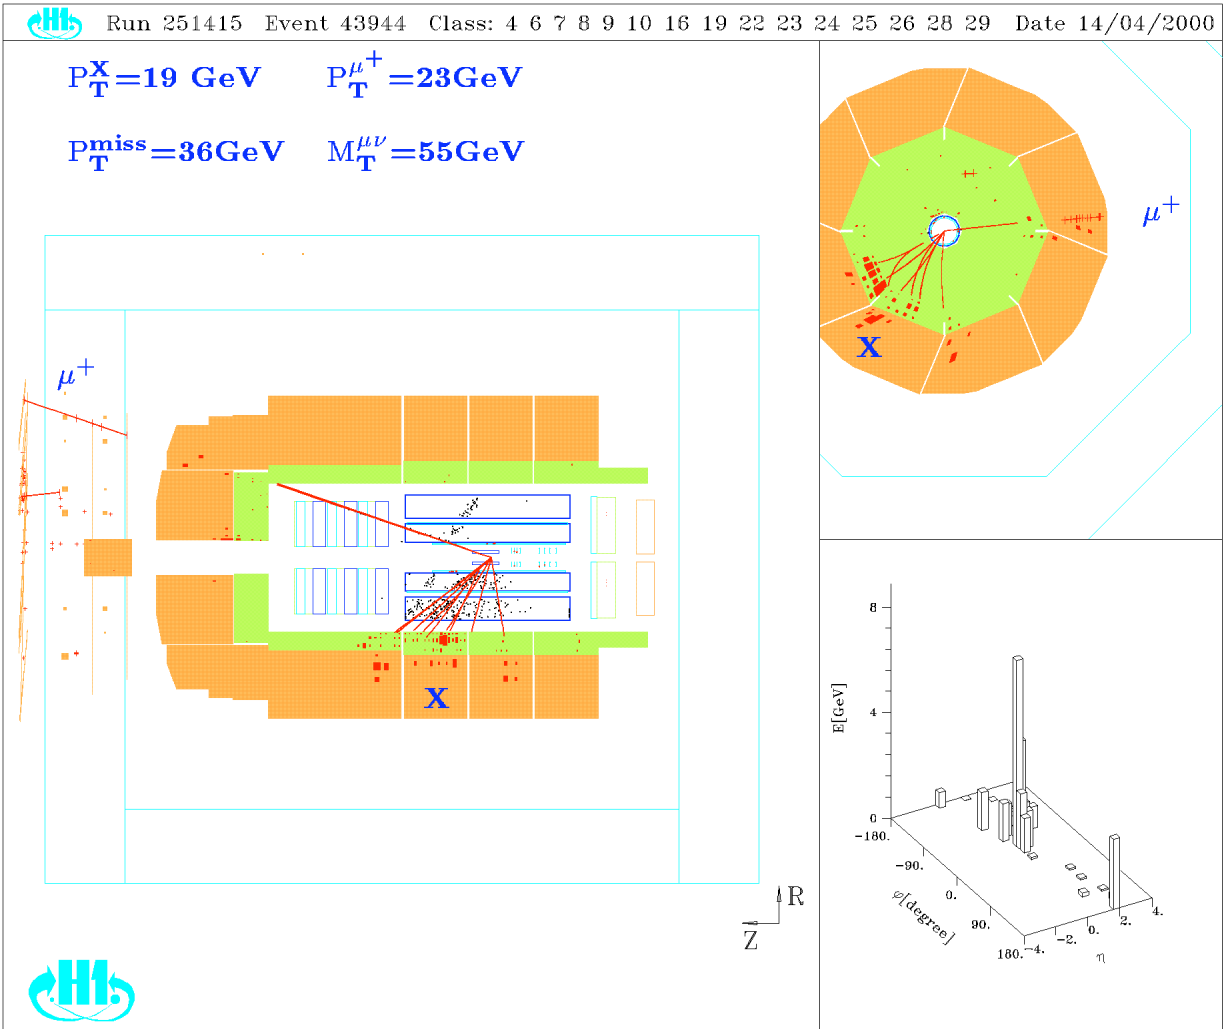 H1 Run 251415 Event 43944 Class: 4 6 7 8 9 10 16 19 22 23 24 25 26 28 29 Date 14/04/2000
P_T^X=19 GeV P_T^μ+=23GeV
P_T^miss=36GeV M_T^μν=55GeV
μ+
X
R
Z
H1
μ+
X
E[GeV]
8
4
0
-180.
-90.
0.
90.
180.
φ[degree]
-4.
-2.
0.
2.
4.
η